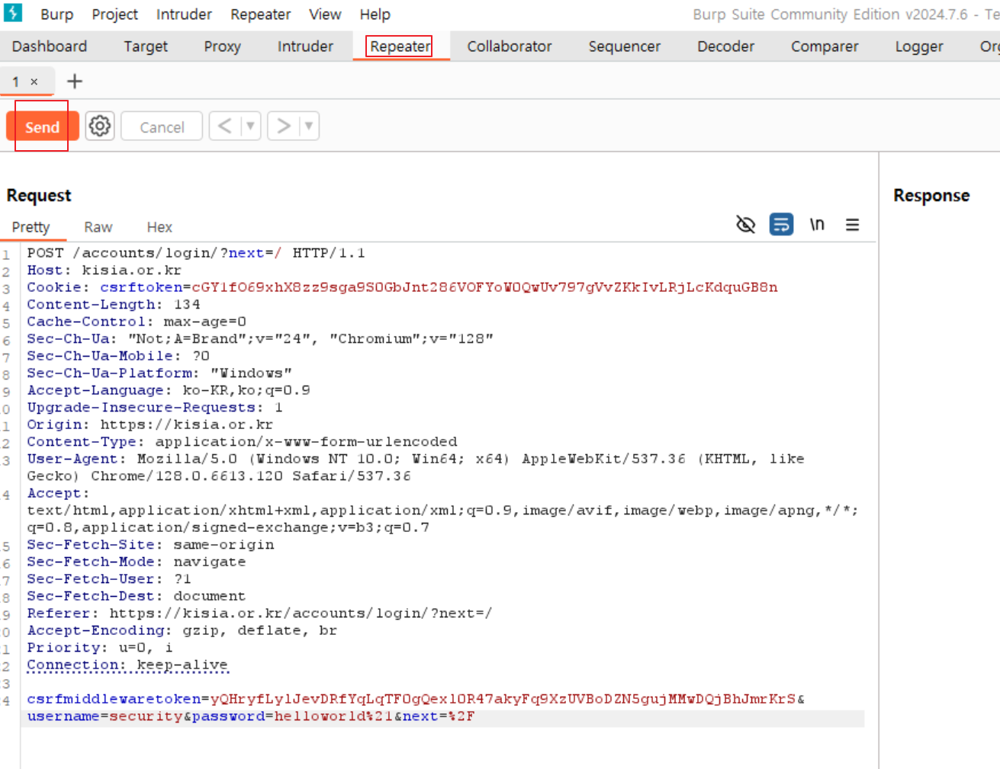 Burp Project Intruder Repeater View Help Burp Suite Community Edition v2024.7.6 - Te
Dashboard Target Proxy Intruder Repeater Collaborator Sequencer Decoder Comparer Logger Org
1 × +
Send Cancel < ▼ > ▼
Request
Response
Pretty Raw Hex \n
1 POST /accounts/login/?next=/ HTTP/1.1
2 Host: kisia.or.kr
3 Cookie: csrftoken=cGY1fO69xhX8zz9sga9S0GbJnt286VOFYoW0QwUv797gVvZKkIvLRjLcKdquGB8n
4 Content-Length: 134
5 Cache-Control: max-age=0
6 Sec-Ch-Ua: "Not;A=Brand";v="24", "Chromium";v="128"
7 Sec-Ch-Ua-Mobile: ?0
8 Sec-Ch-Ua-Platform: "Windows"
9 Accept-Language: ko-KR,ko;q=0.9
0 Upgrade-Insecure-Requests: 1
1 Origin: https://kisia.or.kr
2 Content-Type: application/x-www-form-urlencoded
3 User-Agent: Mozilla/5.0 (Windows NT 10.0; Win64; x64) AppleWebKit/537.36 (KHTML, like
Gecko) Chrome/128.0.6613.120 Safari/537.36
4 Accept:
text/html,application/xhtml+xml,application/xml;q=0.9,image/avif,image/webp,image/apng,*/*;
q=0.8,application/signed-exchange;v=b3;q=0.7
5 Sec-Fetch-Site: same-origin
6 Sec-Fetch-Mode: navigate
7 Sec-Fetch-User: ?1
8 Sec-Fetch-Dest: document
9 Referer: https://kisia.or.kr/accounts/login/?next=/
0 Accept-Encoding: gzip, deflate, br
1 Priority: u=0, i
2 Connection: keep-alive
3
4 csrfmiddlewaretoken=yQHryfLylJevDRfYqLqTF0gQexl0R47akyFq9XzUVBoDZN5gujMMwDQjBhJmrKrS&
username=security&password=helloworld%21&next=%2F